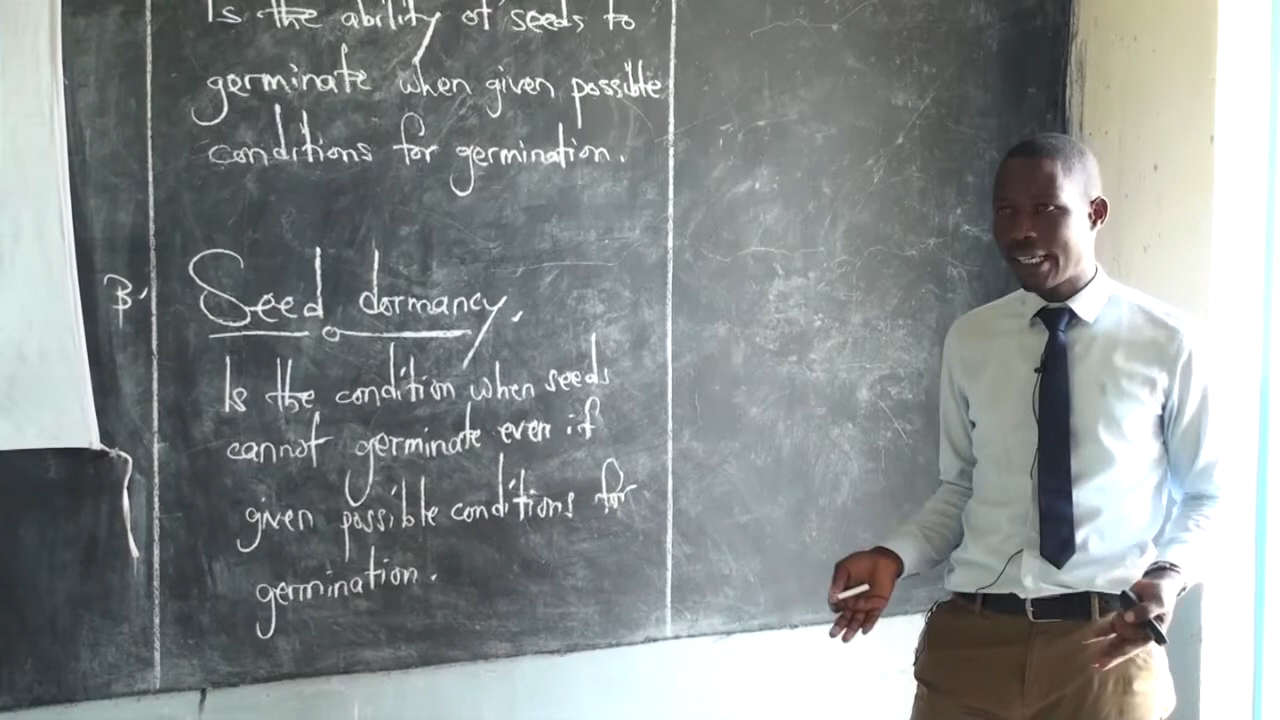 Is the ability of seeds to
germinate when given possible
conditions for germination.
B. Seed dormancy.
Is the condition when seeds
cannot germinate even if
given possible conditions for
germination.